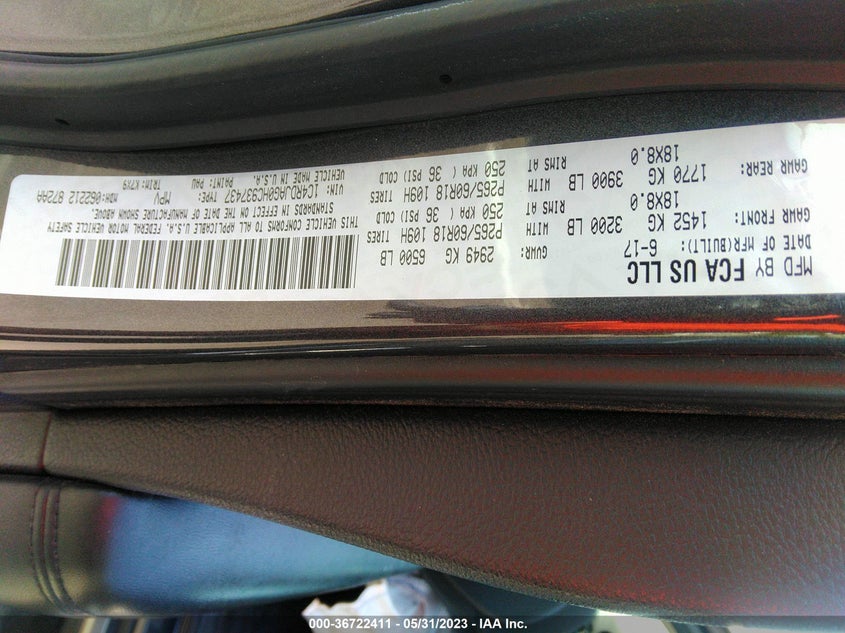 MFD BY FCA US LLC
DATE OF MFR(BUILT): 6-17 GVWR: 2949 KG 6500 LB
GAWR FRONT: 1452 KG 3200 LB WITH P265/60R18 109H TIRES
18X8.0 RIMS AT 250 KPA ( 36 PSI) COLD
GAWR REAR: 1770 KG 3900 LB WITH P265/60R18 109H TIRES
18X8.0 RIMS AT 250 KPA ( 36 PSI) COLD
THIS VEHICLE CONFORMS TO ALL APPLICABLE U.S.A. FEDERAL MOTOR VEHICLE SAFETY
STANDARDS IN EFFECT ON THE DATE OF MANUFACTURE SHOWN ABOVE.
VIN: 1C4RDJAG0HC937437 TYPE: MPV MDH:062212 872AA
VEHICLE MADE IN U.S.A. PAINT: PAU TRIM: K7X9
000-36722411 - 05/31/2023 - IAA Inc.